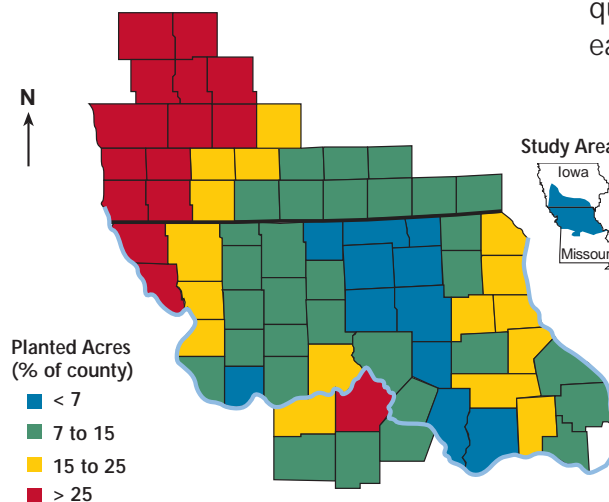 N
Study Area
Iowa
Missour
Planted Acres
(% of county)
< 7
7 to 15
15 to 25
> 25